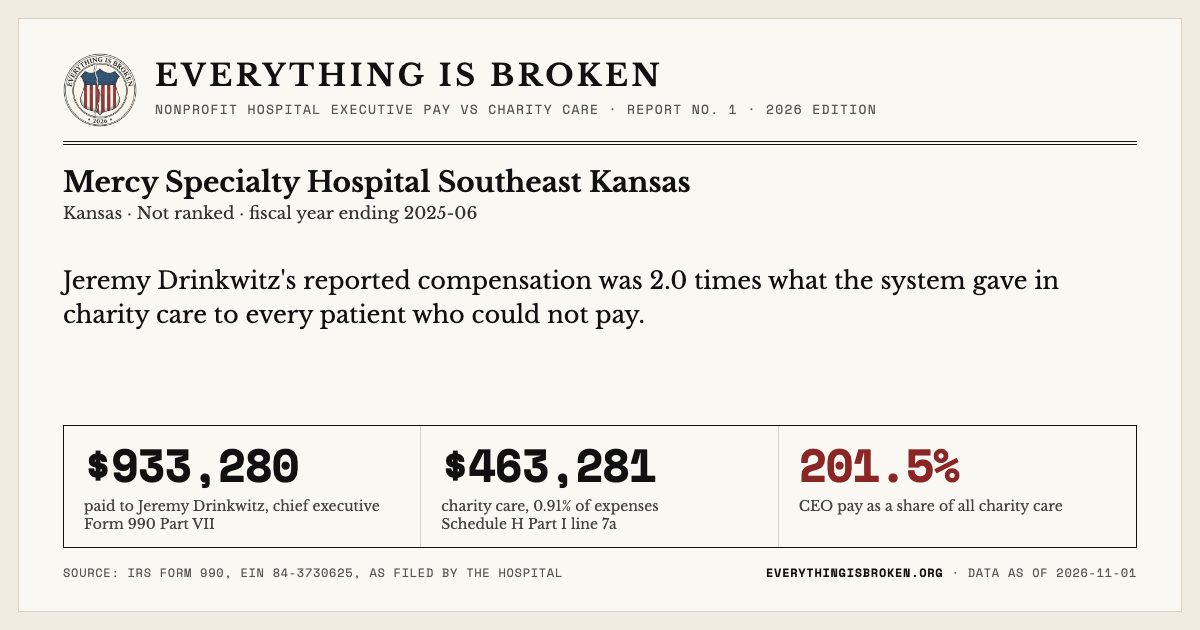 EVERYTHING IS BROKEN
· 2026 ·
EVERYTHING IS BROKEN
NONPROFIT HOSPITAL EXECUTIVE PAY VS CHARITY CARE · REPORT NO. 1 · 2026 EDITION
Mercy Specialty Hospital Southeast Kansas
Kansas · Not ranked · fiscal year ending 2025-06
Jeremy Drinkwitz's reported compensation was 2.0 times what the system gave in
charity care to every patient who could not pay.
$933,280
paid to Jeremy Drinkwitz, chief executive
Form 990 Part VII
$463,281
charity care, 0.91% of expenses
Schedule H Part I line 7a
201.5%
CEO pay as a share of all charity care
SOURCE: IRS FORM 990, EIN 84-3730625, AS FILED BY THE HOSPITAL
EVERYTHINGISBROKEN.ORG · DATA AS OF 2026-11-01